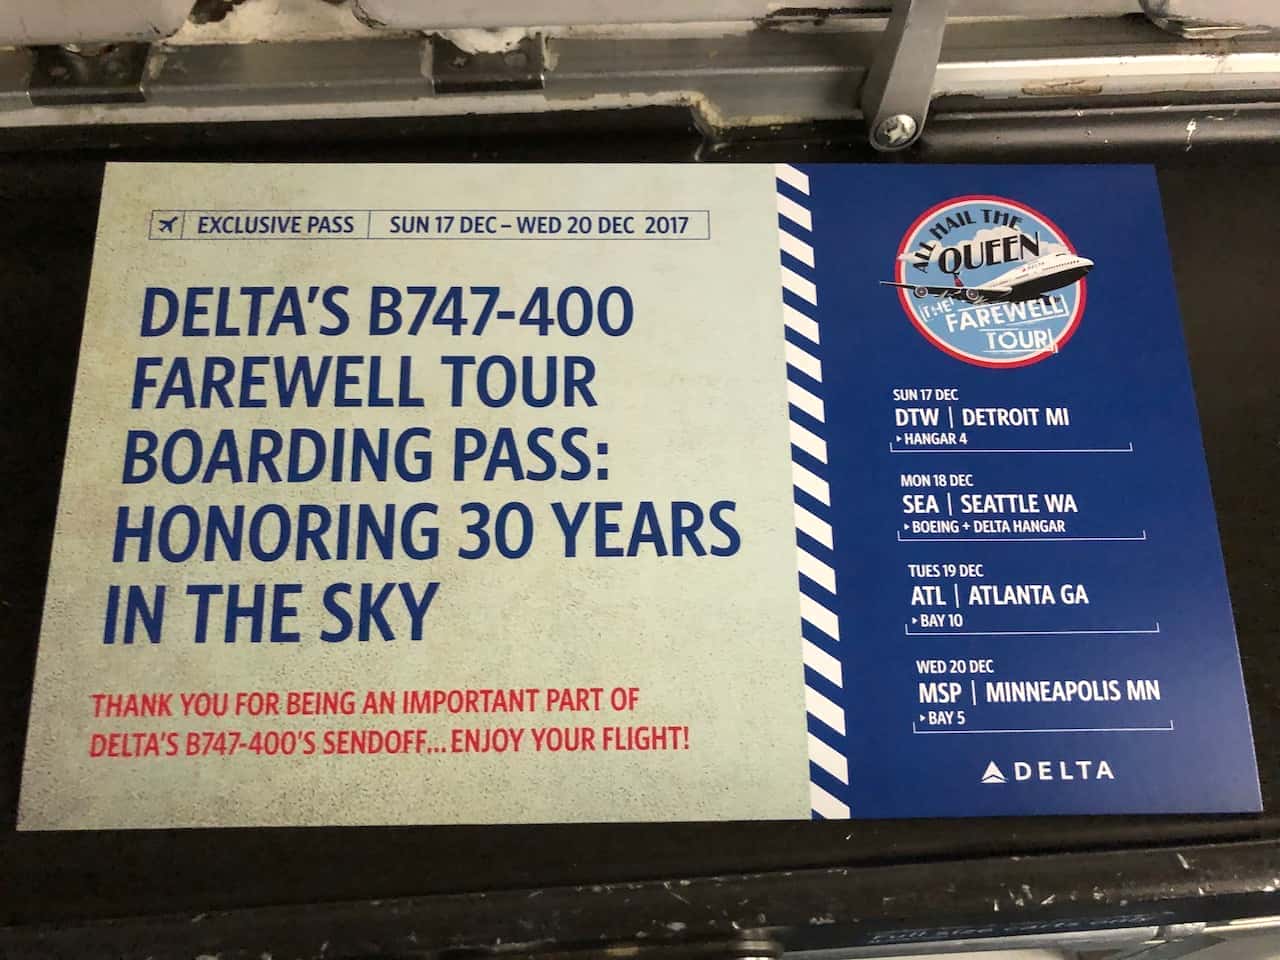 EXCLUSIVE PASS | SUN 17 DEC – WED 20 DEC 2017
DELTA'S B747-400
FAREWELL TOUR
BOARDING PASS:
HONORING 30 YEARS
IN THE SKY
THANK YOU FOR BEING AN IMPORTANT PART OF
DELTA'S B747-400'S SENDOFF... ENJOY YOUR FLIGHT!
ALL HAIL THE
QUEEN
DELTA
THE
FAREWELL
TOUR
SUN 17 DEC
DTW | DETROIT MI
HANGAR 4
MON 18 DEC
SEA | SEATTLE WA
BOEING + DELTA HANGAR
TUES 19 DEC
ATL | ATLANTA GA
BAY 10
WED 20 DEC
MSP | MINNEAPOLIS MN
BAY 5
DELTA